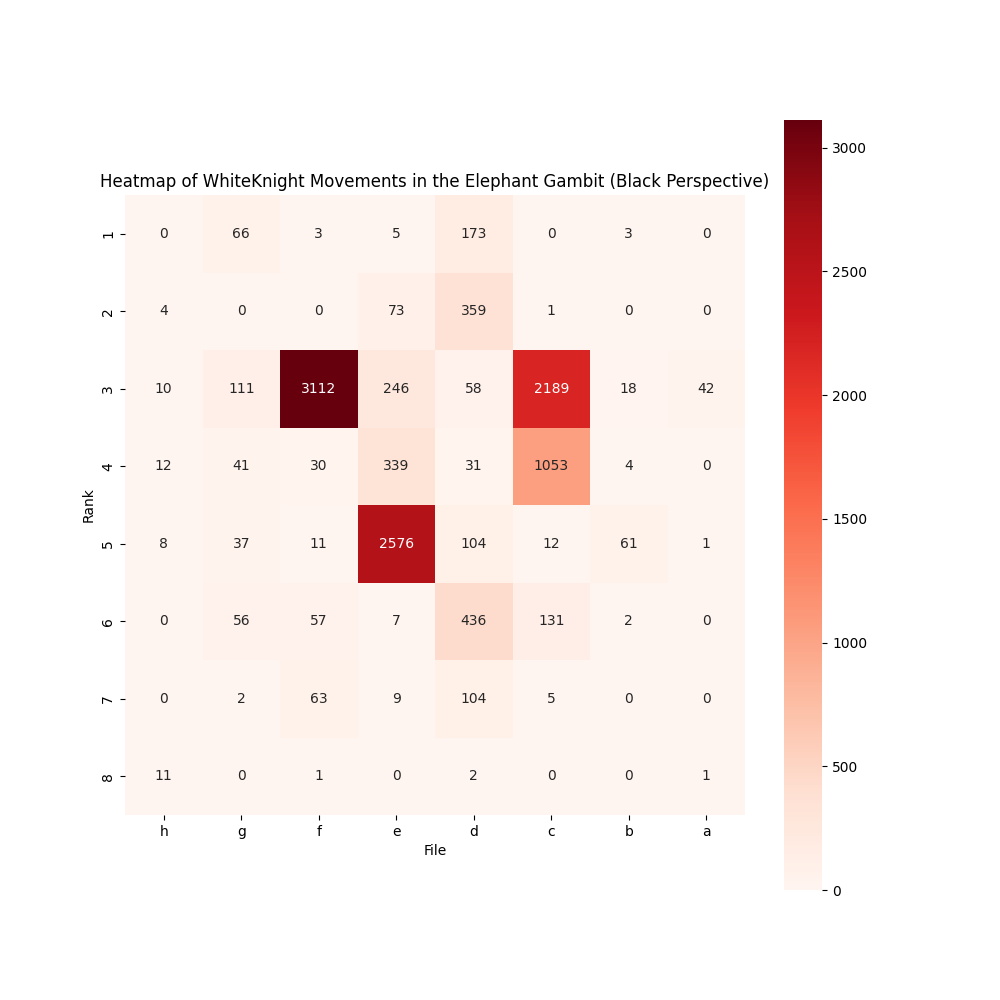 Heatmap of WhiteKnight Movements in the Elephant Gambit (Black Perspective)
1 0 66 3 5 173 0 3 0
2 4 0 0 73 359 1 0 0
3 10 111 3112 246 58 2189 18 42
4 12 41 30 339 31 1053 4 0
Rank
5 8 37 11 2576 104 12 61 1
6 0 56 57 7 436 131 2 0
7 0 2 63 9 104 5 0 0
8 11 0 1 0 2 0 0 1
h g f e d c b a
File
3000
2500
2000
1500
1000
500
0